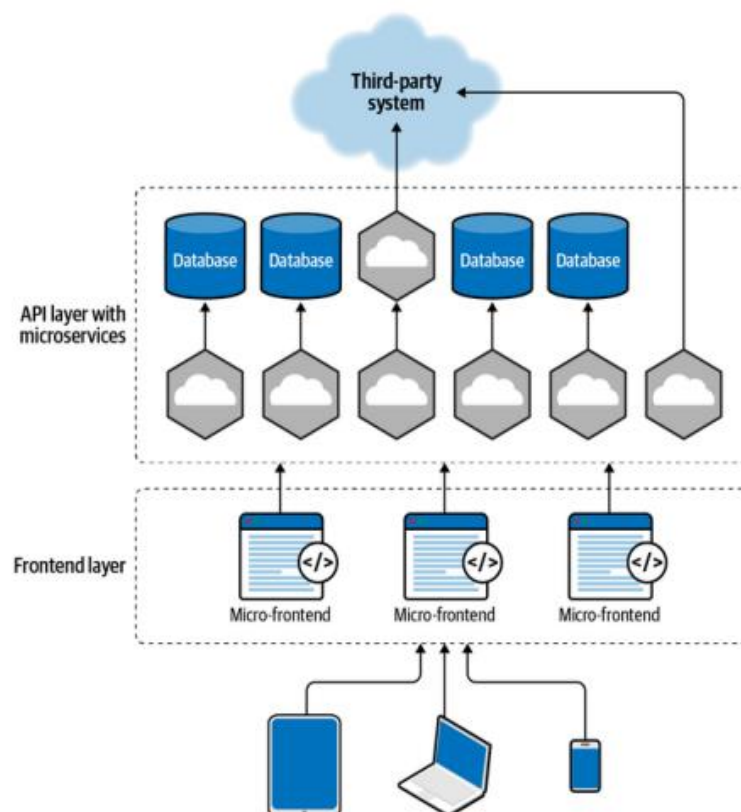 Third-party
system
Database
Database
Database
Database
API layer with
microservices
</>
</>
</>
Frontend layer
Micro-frontend
Micro-frontend
Micro-frontend